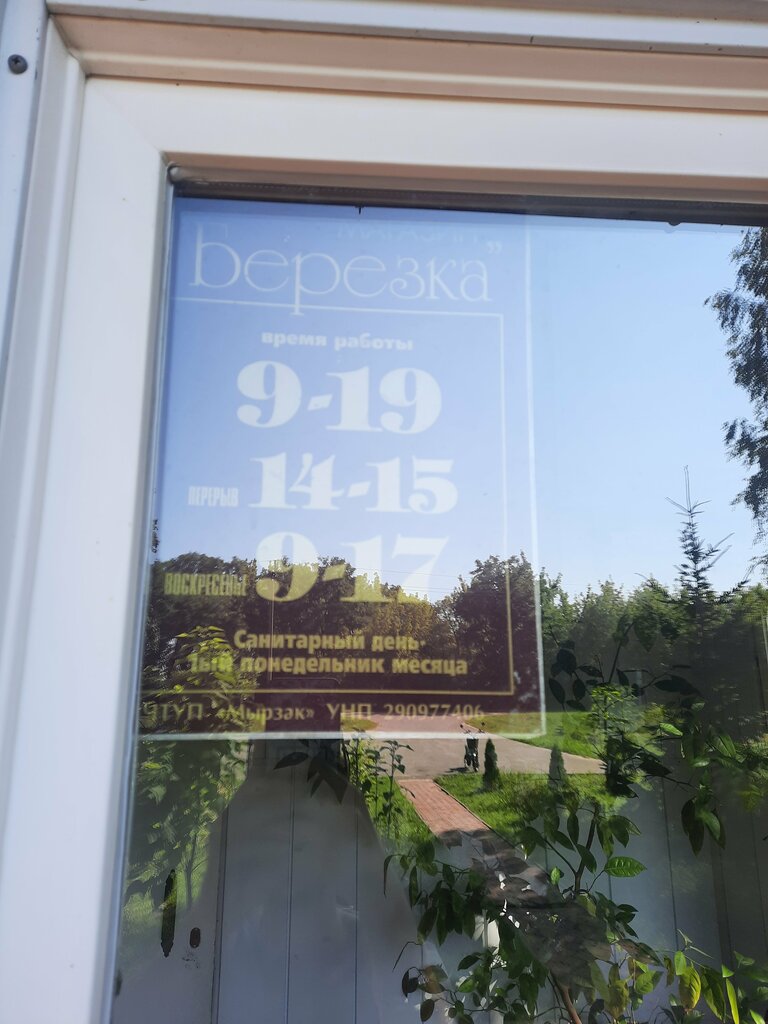 Березка"
время работы
9-19
ПЕРЕРЫВ 14-15
ВОСКРЕСЕНЬЕ 9-17
Санитарный день-
1ый понедельник месяца
ЧТУП «Мырзак» УНП 290977406